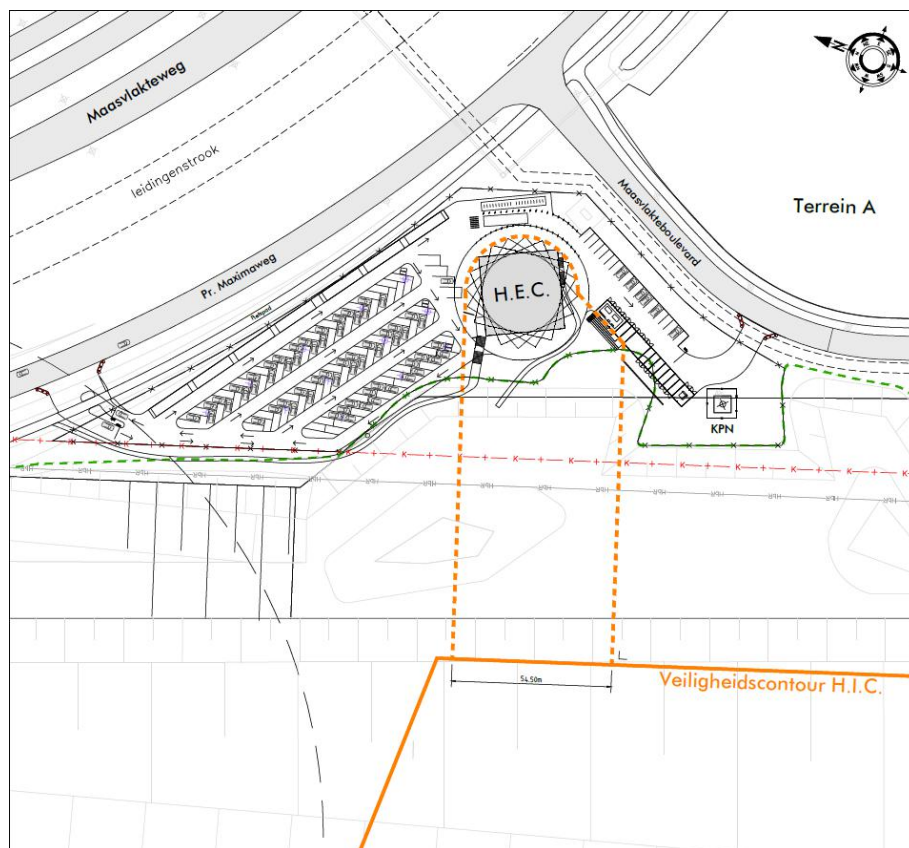 Maasvlakteweg
N
leidingenstrook
Maasvlakteboulevard
Terrein A
Pr. Maximaweg
H.E.C.
KPN
54.50m
Veiligheidscontour H.I.C.